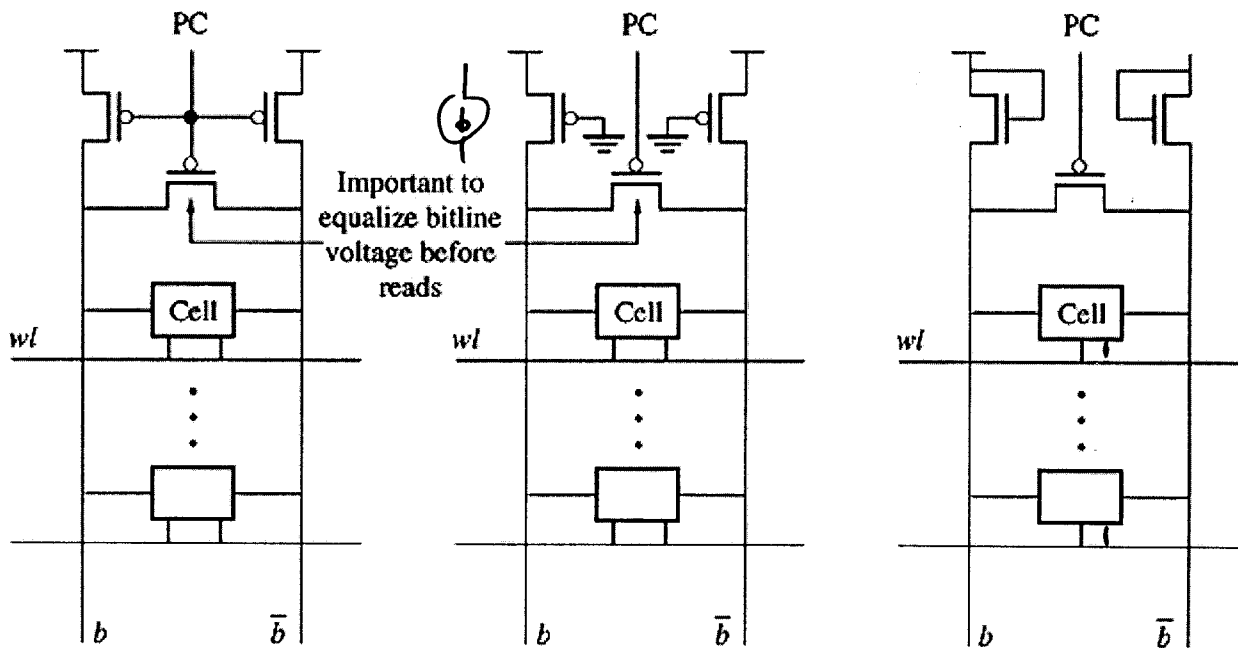 PC
PC
PC
Important to
equalize bitline
voltage before
reads
Cell
Cell
Cell
wl
wl
wl
b
b̅
b
b̅
b
b̅